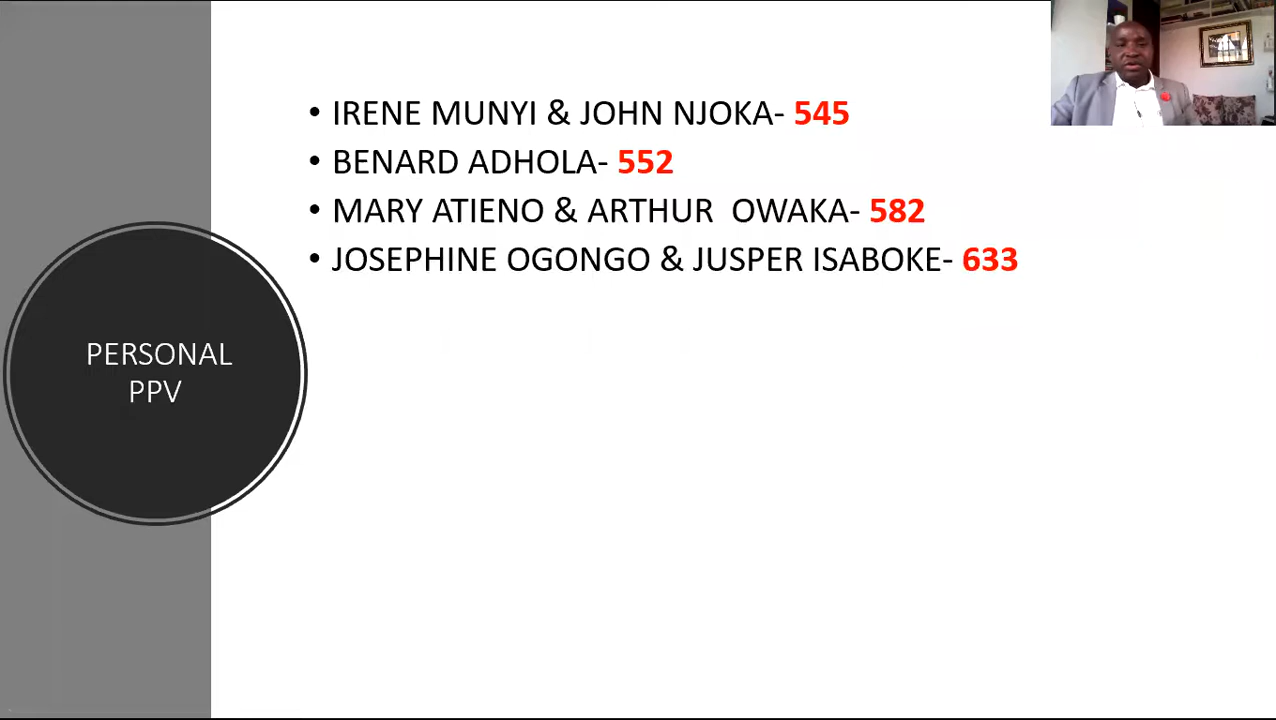 • IRENE MUNYI & JOHN NJOKA- 545
• BENARD ADHOLA- 552
• MARY ATIENO & ARTHUR  OWAKA- 582
• JOSEPHINE OGONGO & JUSPER ISABOKE- 633
PERSONAL
PPV